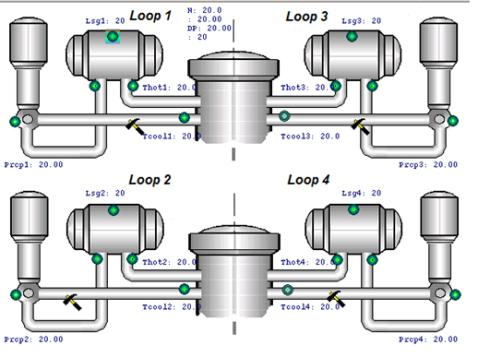 Loop 1
N: 20.0
: 20.00
DP: 20.00
: 20
Loop 3
Lsg1: 20
Lsg3: 20
Thot1: 20.0
Thot3: 20.0
Tcool1: 20.0
Tcool3: 20.0
Prcp1: 20.00
Prcp3: 20.00
Loop 2
Loop 4
Lsg2: 20
Lsg4: 20
Thot2: 20.0
Thot4: 20.0
Tcool2: 20.0
Tcool4: 20.0
Prcp2: 20.00
Prcp4: 20.00